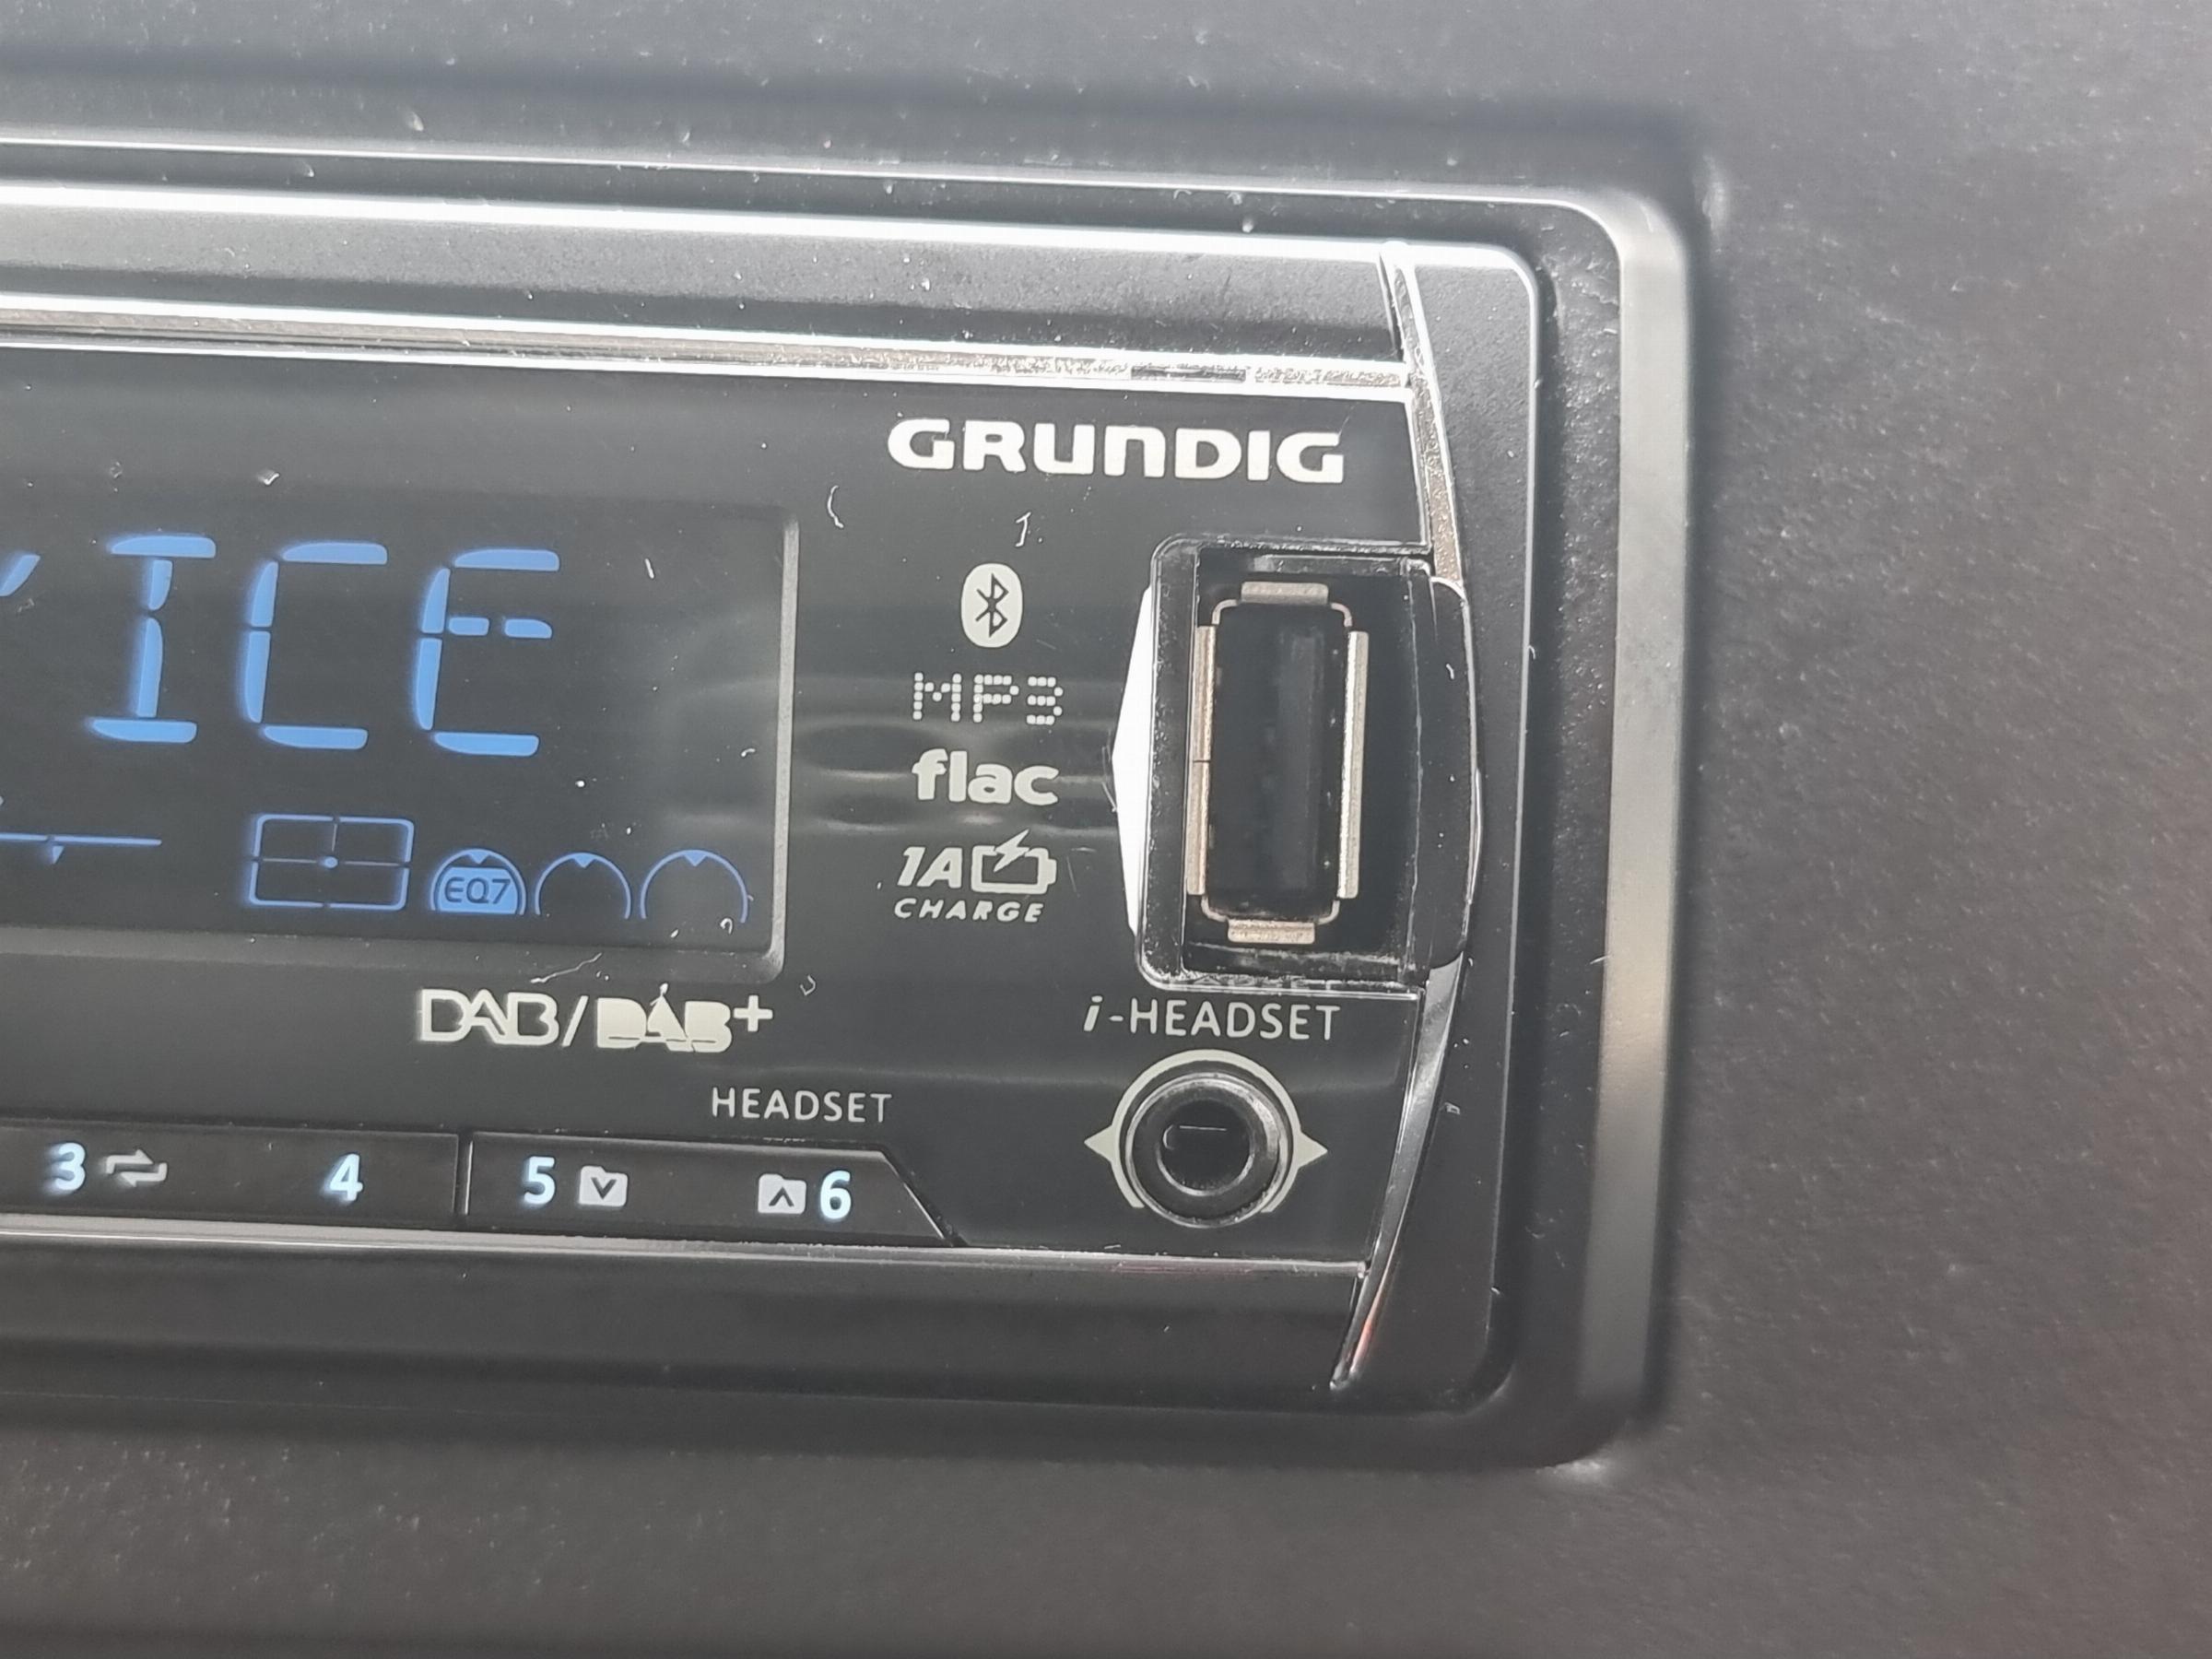 GRUNDIG
ICE
MP3
flac
1A
CHARGE
EQ7
DAB/DAB+
i-HEADSET
HEADSET
3 4 5 6